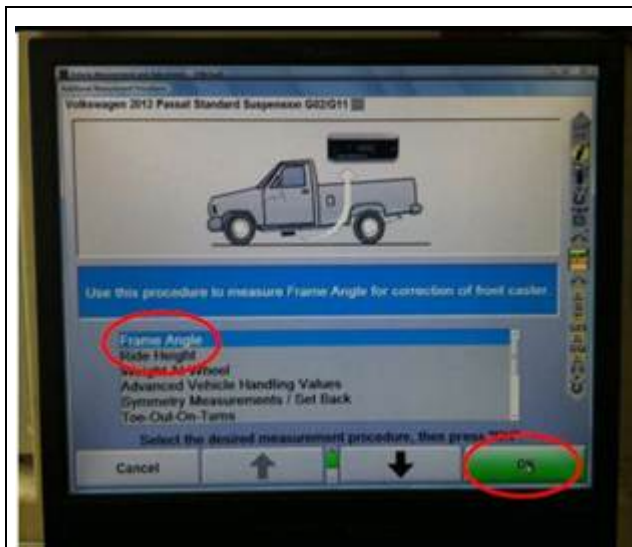 Volkswagen 2013 Passat Standard Suspension G02/G11
Use this procedure to measure Frame Angle for correction of front caster.
Frame Angle
Ride Height
Weight At Wheel
Advanced Vehicle Handling Values
Symmetry Measurements / Set Back
Toe-Out-On-Turns
Select the desired measurement procedure, then press "OK"
Cancel
OK